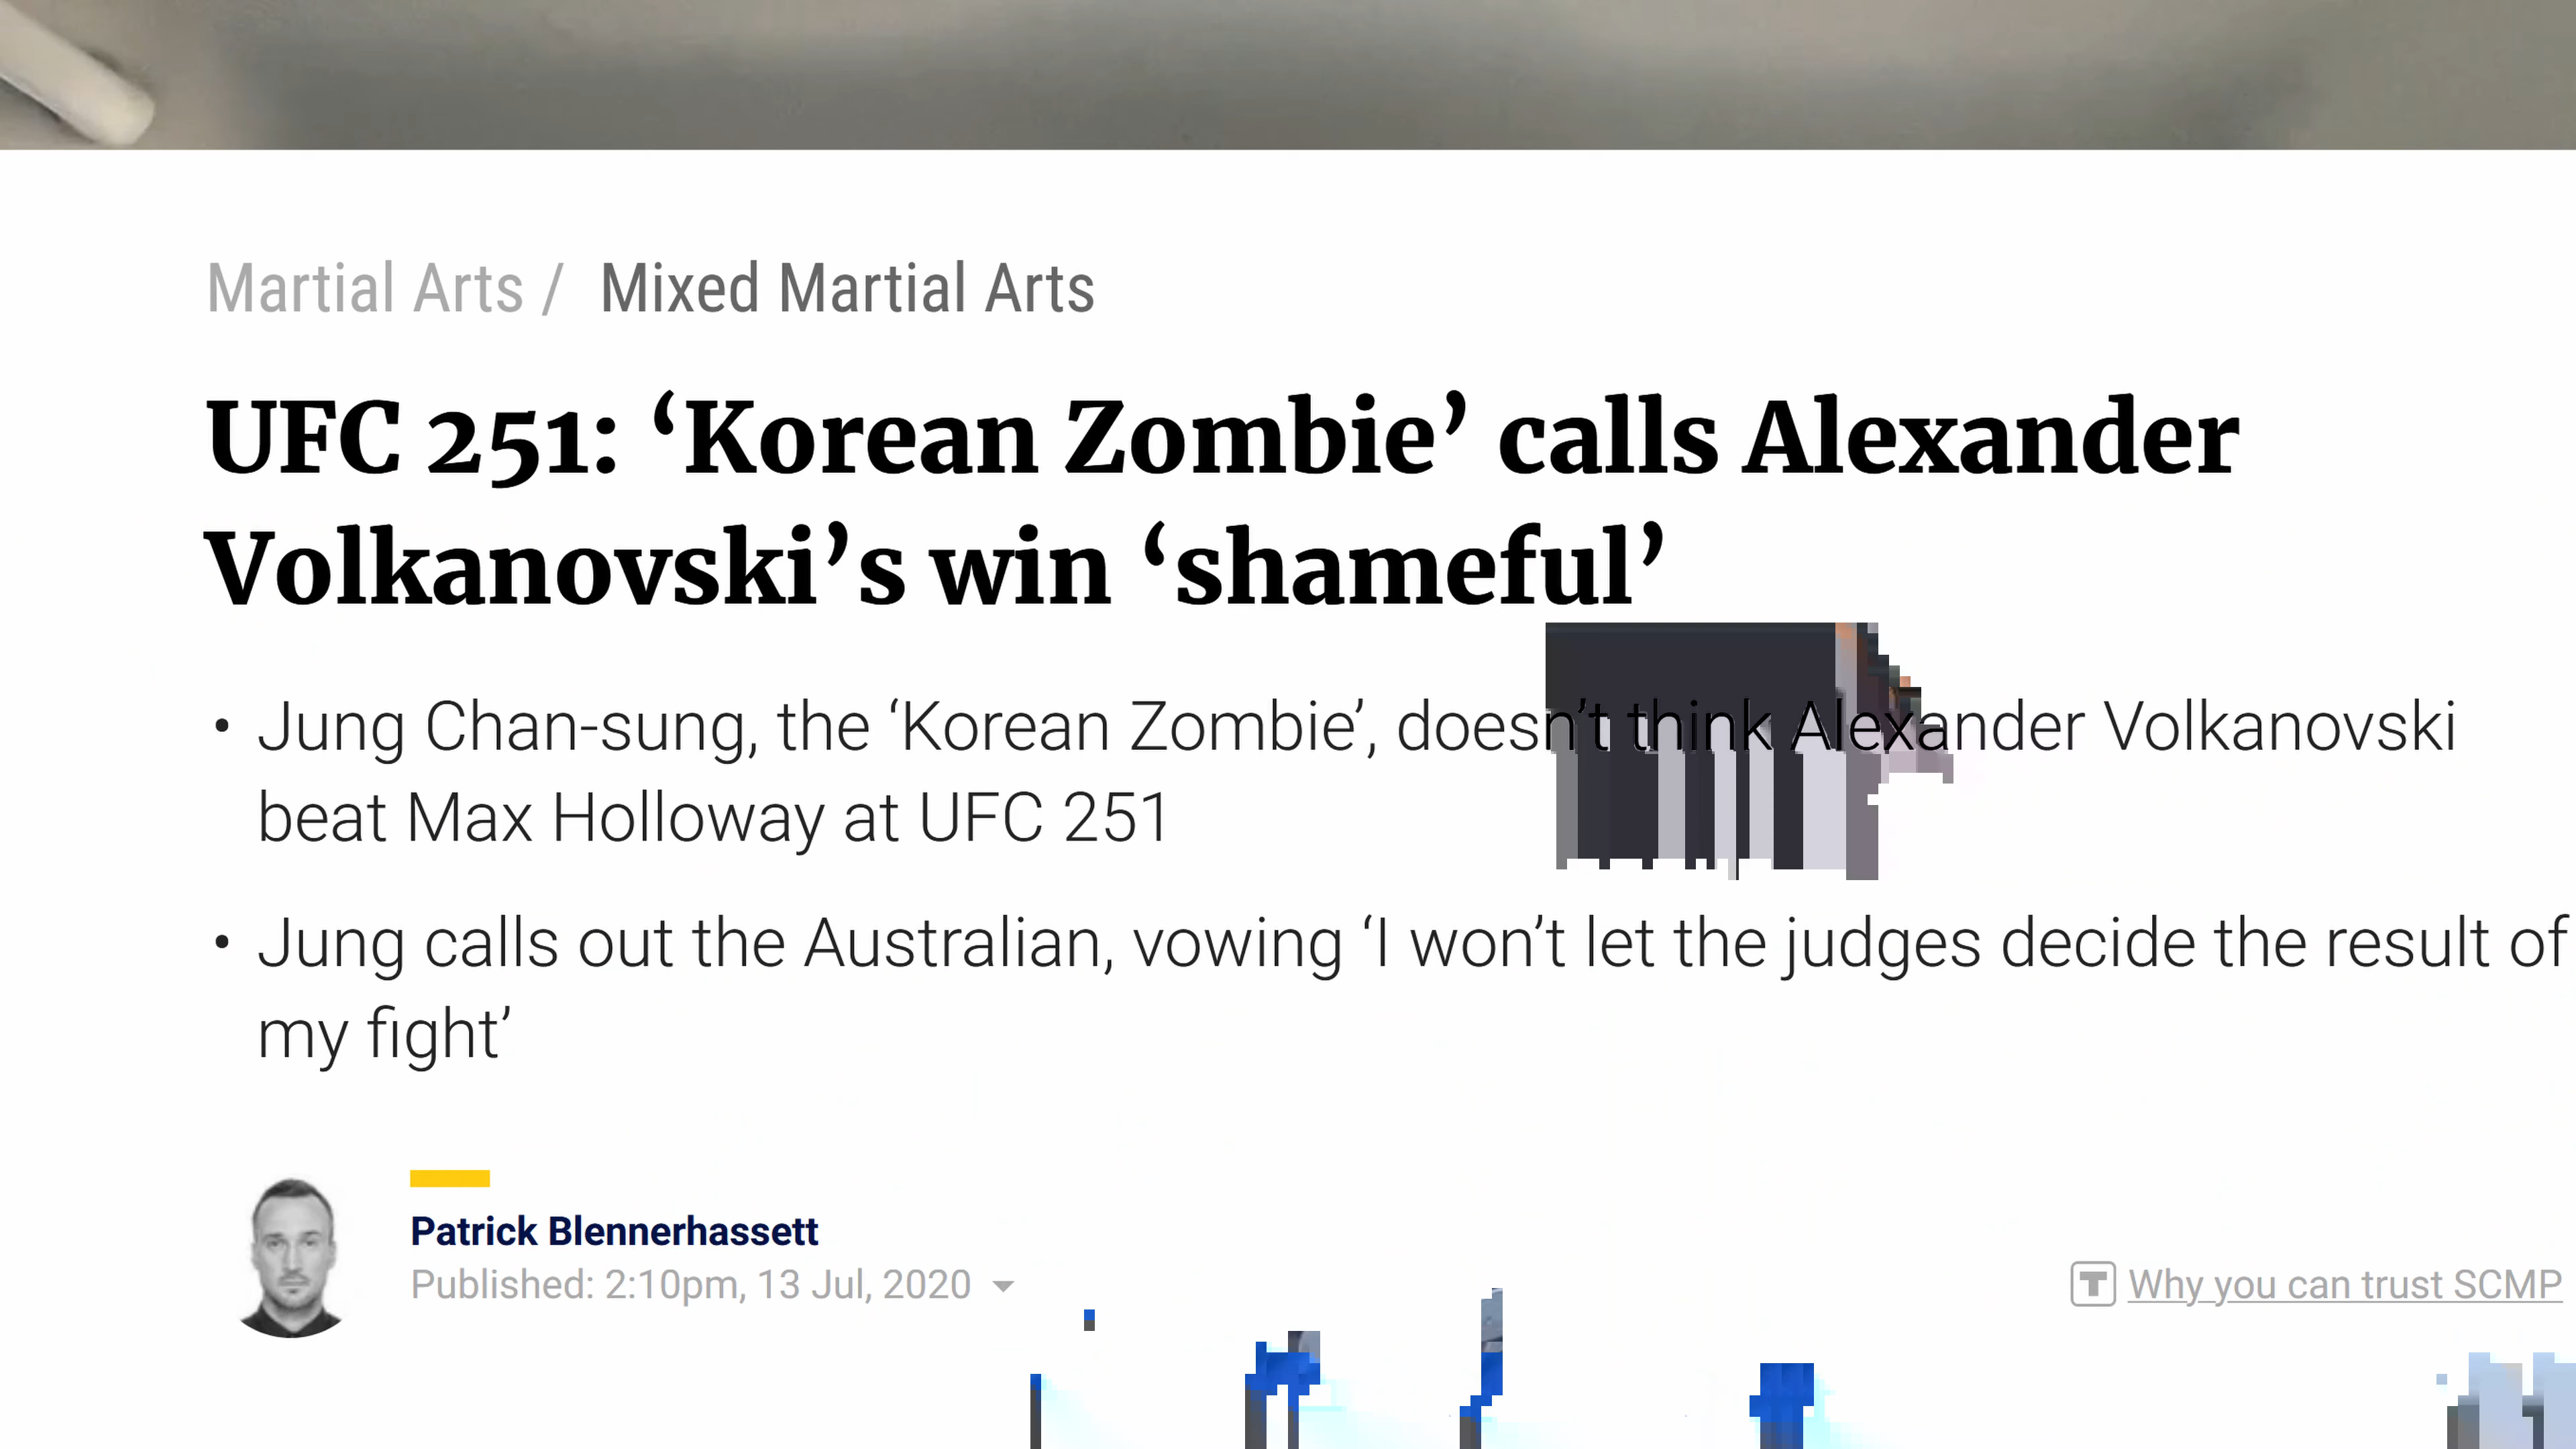 Martial Arts / Mixed Martial Arts
UFC 251: ‘Korean Zombie’ calls Alexander
Volkanovski’s win ‘shameful’
• Jung Chan-sung, the ‘Korean Zombie’, doesn’t think Alexander Volkanovski
beat Max Holloway at UFC 251
• Jung calls out the Australian, vowing ‘I won’t let the judges decide the result of
my fight’
Patrick Blennerhassett
Published: 2:10pm, 13 Jul, 2020
T Why you can trust SCMP